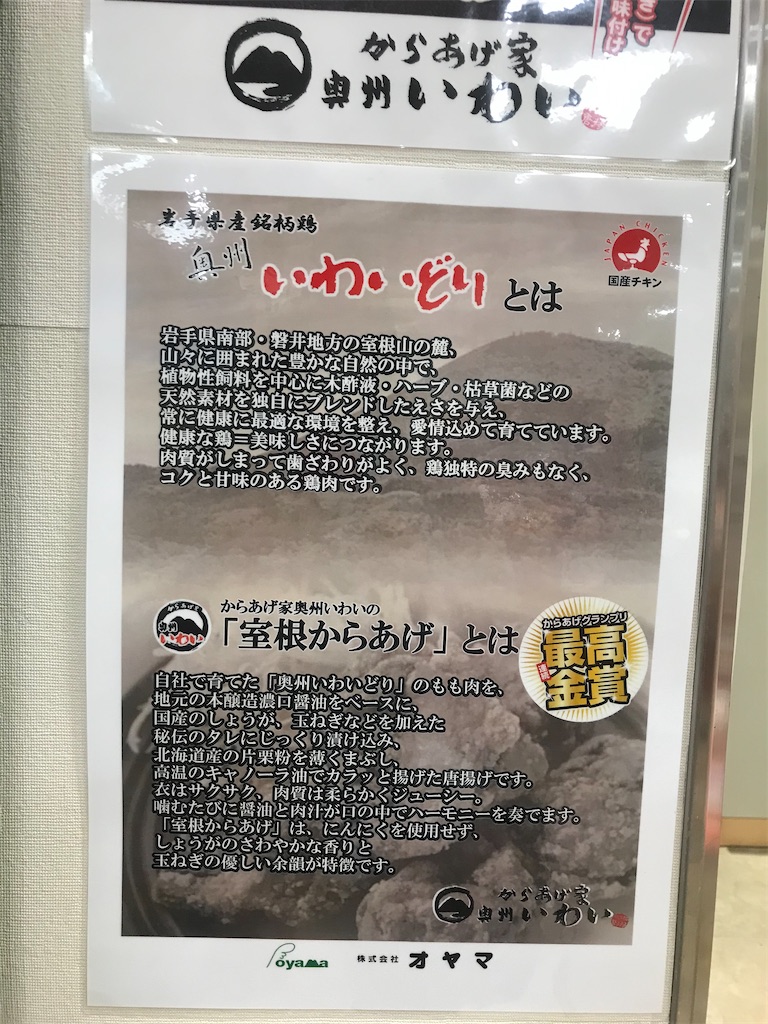 ぎ)で
味付け
からあげ家
奥州いわい
岩手県産銘柄鶏
奥州
いわいどり とは
JAPAN CHICKEN
国産チキン
岩手県南部・磐井地方の室根山の麓、
山々に囲まれた豊かな自然の中で、
植物性飼料を中心に木酢液・ハーブ・枯草菌などの
天然素材を独自にブレンドしたえさを与え、
常に健康に最適な環境を整え、愛情込めて育てています。
健康な鶏＝美味しさにつながります。
肉質がしまって歯ざわりがよく、鶏独特の臭みもなく、
コクと甘味のある鶏肉です。
からあげ家
奥州
いわい
からあげ家奥州いわいの
「室根からあげ」とは
からあげグランプリ
最高
金賞
自社で育てた「奥州いわいどり」のもも肉を、
地元の本醸造濃口醤油をベースに、
国産のしょうが、玉ねぎなどを加えた
秘伝のタレにじっくり漬け込み、
北海道産の片栗粉を薄くまぶし、
高温のキャノーラ油でカラッと揚げた唐揚げです。
衣はサクサク、肉質は柔らかくジューシー。
噛むたびに醤油と肉汁が口の中でハーモニーを奏でます。
「室根からあげ」は、にんにくを使用せず、
しょうがのさわやかな香りと
玉ねぎの優しい余韻が特徴です。
からあげ家
奥州いわい
oyama 株式会社 オヤマ